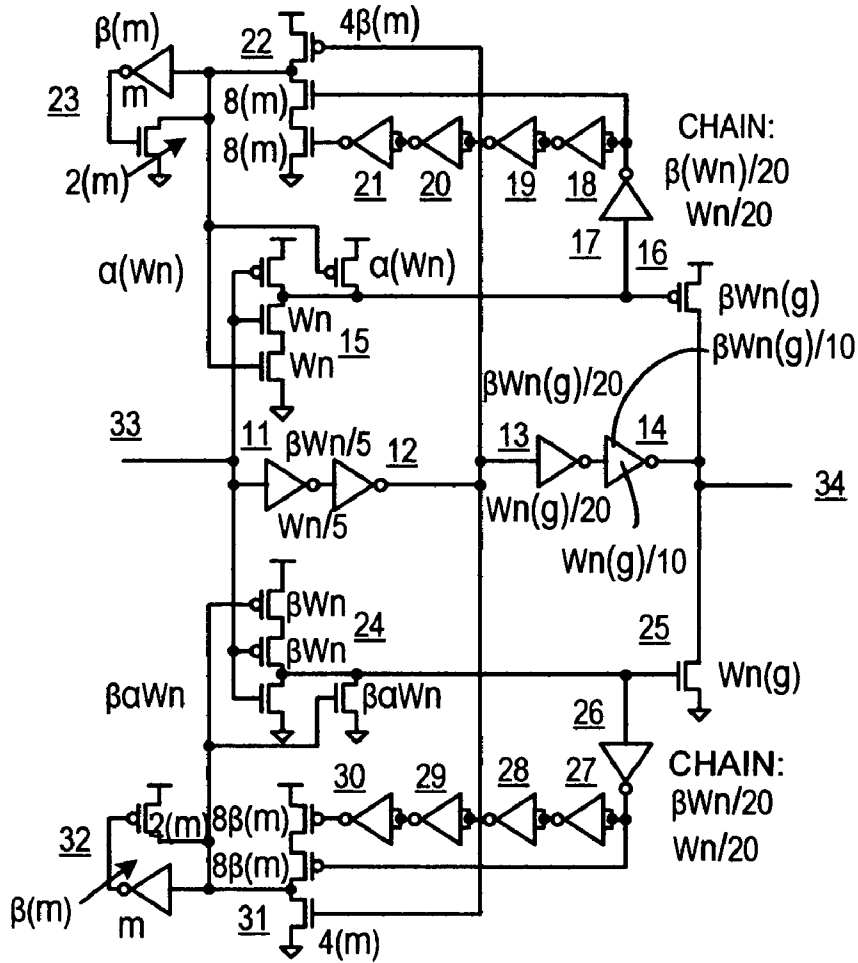 β(m)
22
4β(m)
23
m
8(m)
2(m)
8(m)
21
20
19
18
CHAIN:
β(Wn)/20
Wn/20
17
16
α(Wn)
α(Wn)
βWn(g)
Wn
15
Wn
βWn(g)/10
βWn(g)/20
33
11
βWn/5
12
13
14
34
Wn/5
Wn(g)/20
Wn(g)/10
βWn
24
βWn
25
βαWn
βαWn
Wn(g)
26
30
29
28
27
CHAIN:
βWn/20
Wn/20
32
2(m)
8β(m)
8β(m)
β(m)
m
31
4(m)